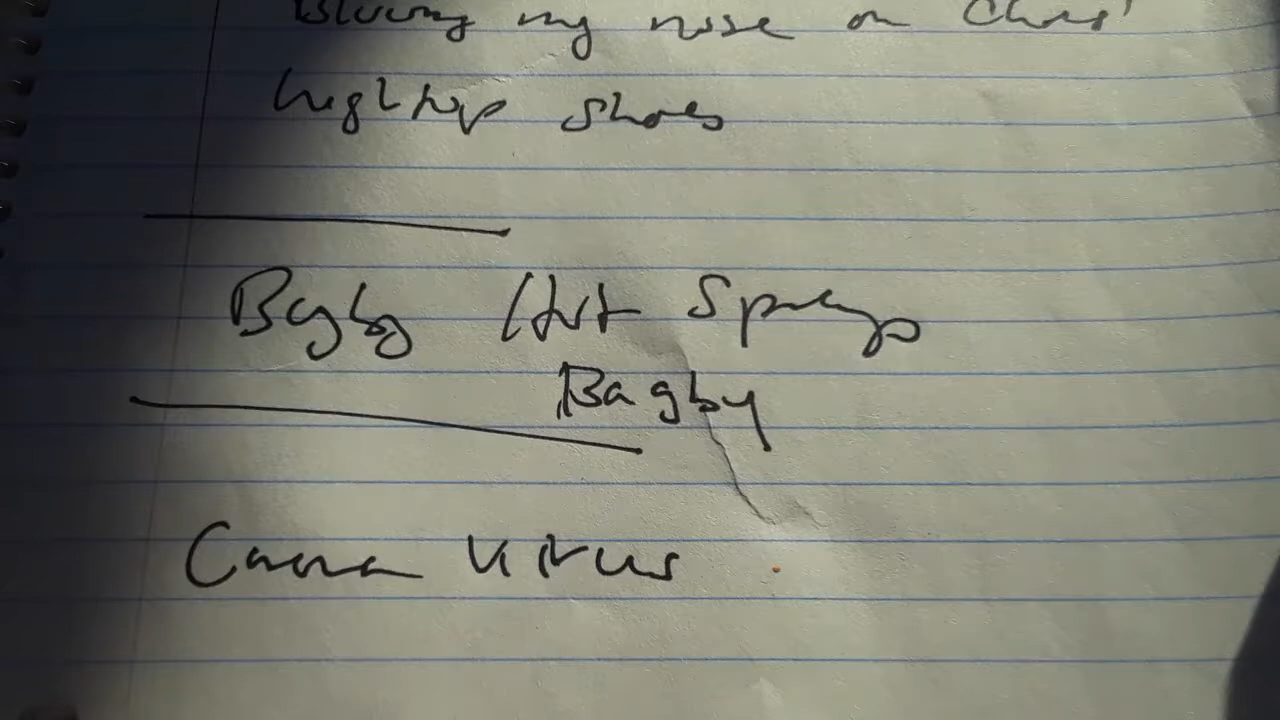 Blowing my nose on Chris'
hightop shoes
Bagby Hot Springs
Bagby
Corona virus